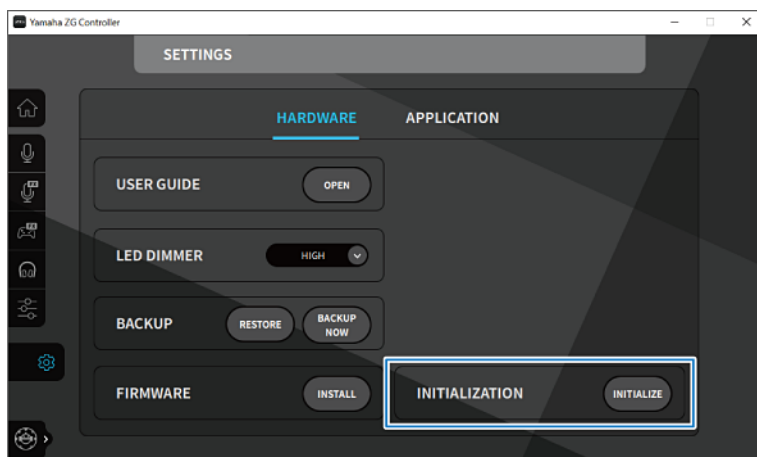 Yamaha ZG Controller
SETTINGS
HARDWARE APPLICATION
USER GUIDE OPEN
LED DIMMER HIGH
BACKUP RESTORE BACKUP NOW
FIRMWARE INSTALL INITIALIZATION INITIALIZE